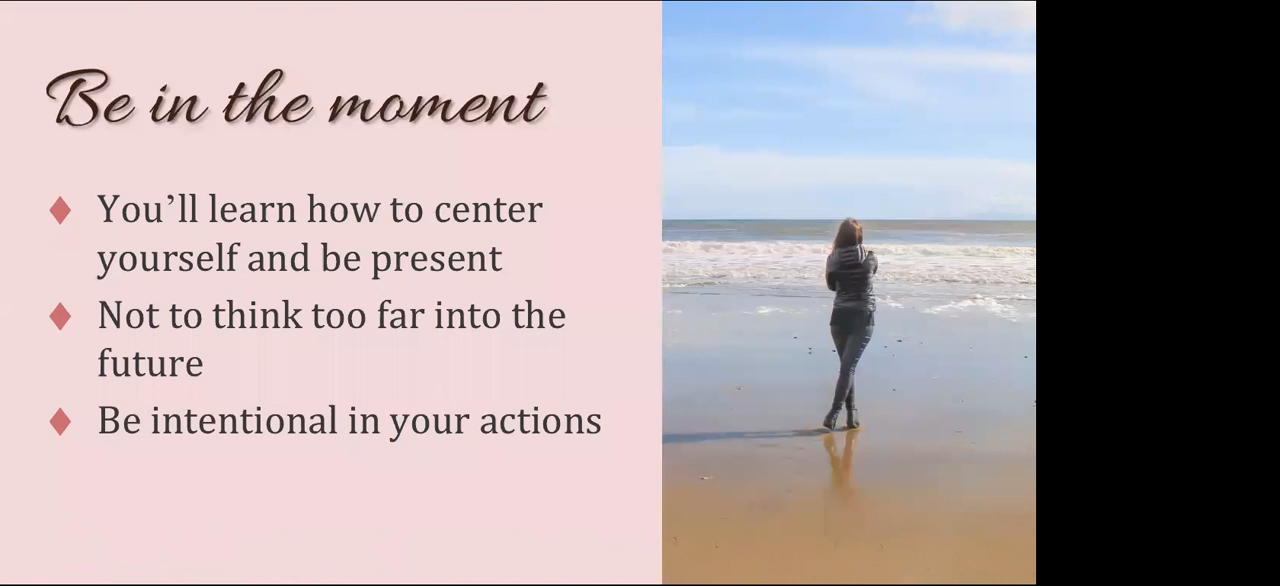 Be in the moment
You’ll learn how to center
yourself and be present
Not to think too far into the
future
Be intentional in your actions